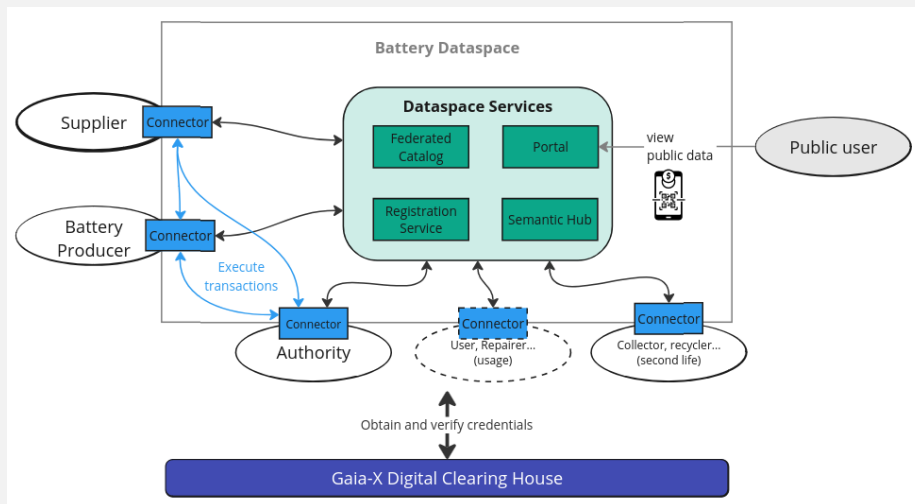 Battery Dataspace
Dataspace Services
Federated
Catalog
Portal
Registration
Service
Semantic Hub
Supplier
Connector
Battery
Producer
Connector
Execute
transactions
view
public data
Public user
$
Connector
Authority
Connector
User, Repairer...
(usage)
Connector
Collector, recycler...
(second life)
Obtain and verify credentials
Gaia-X Digital Clearing House